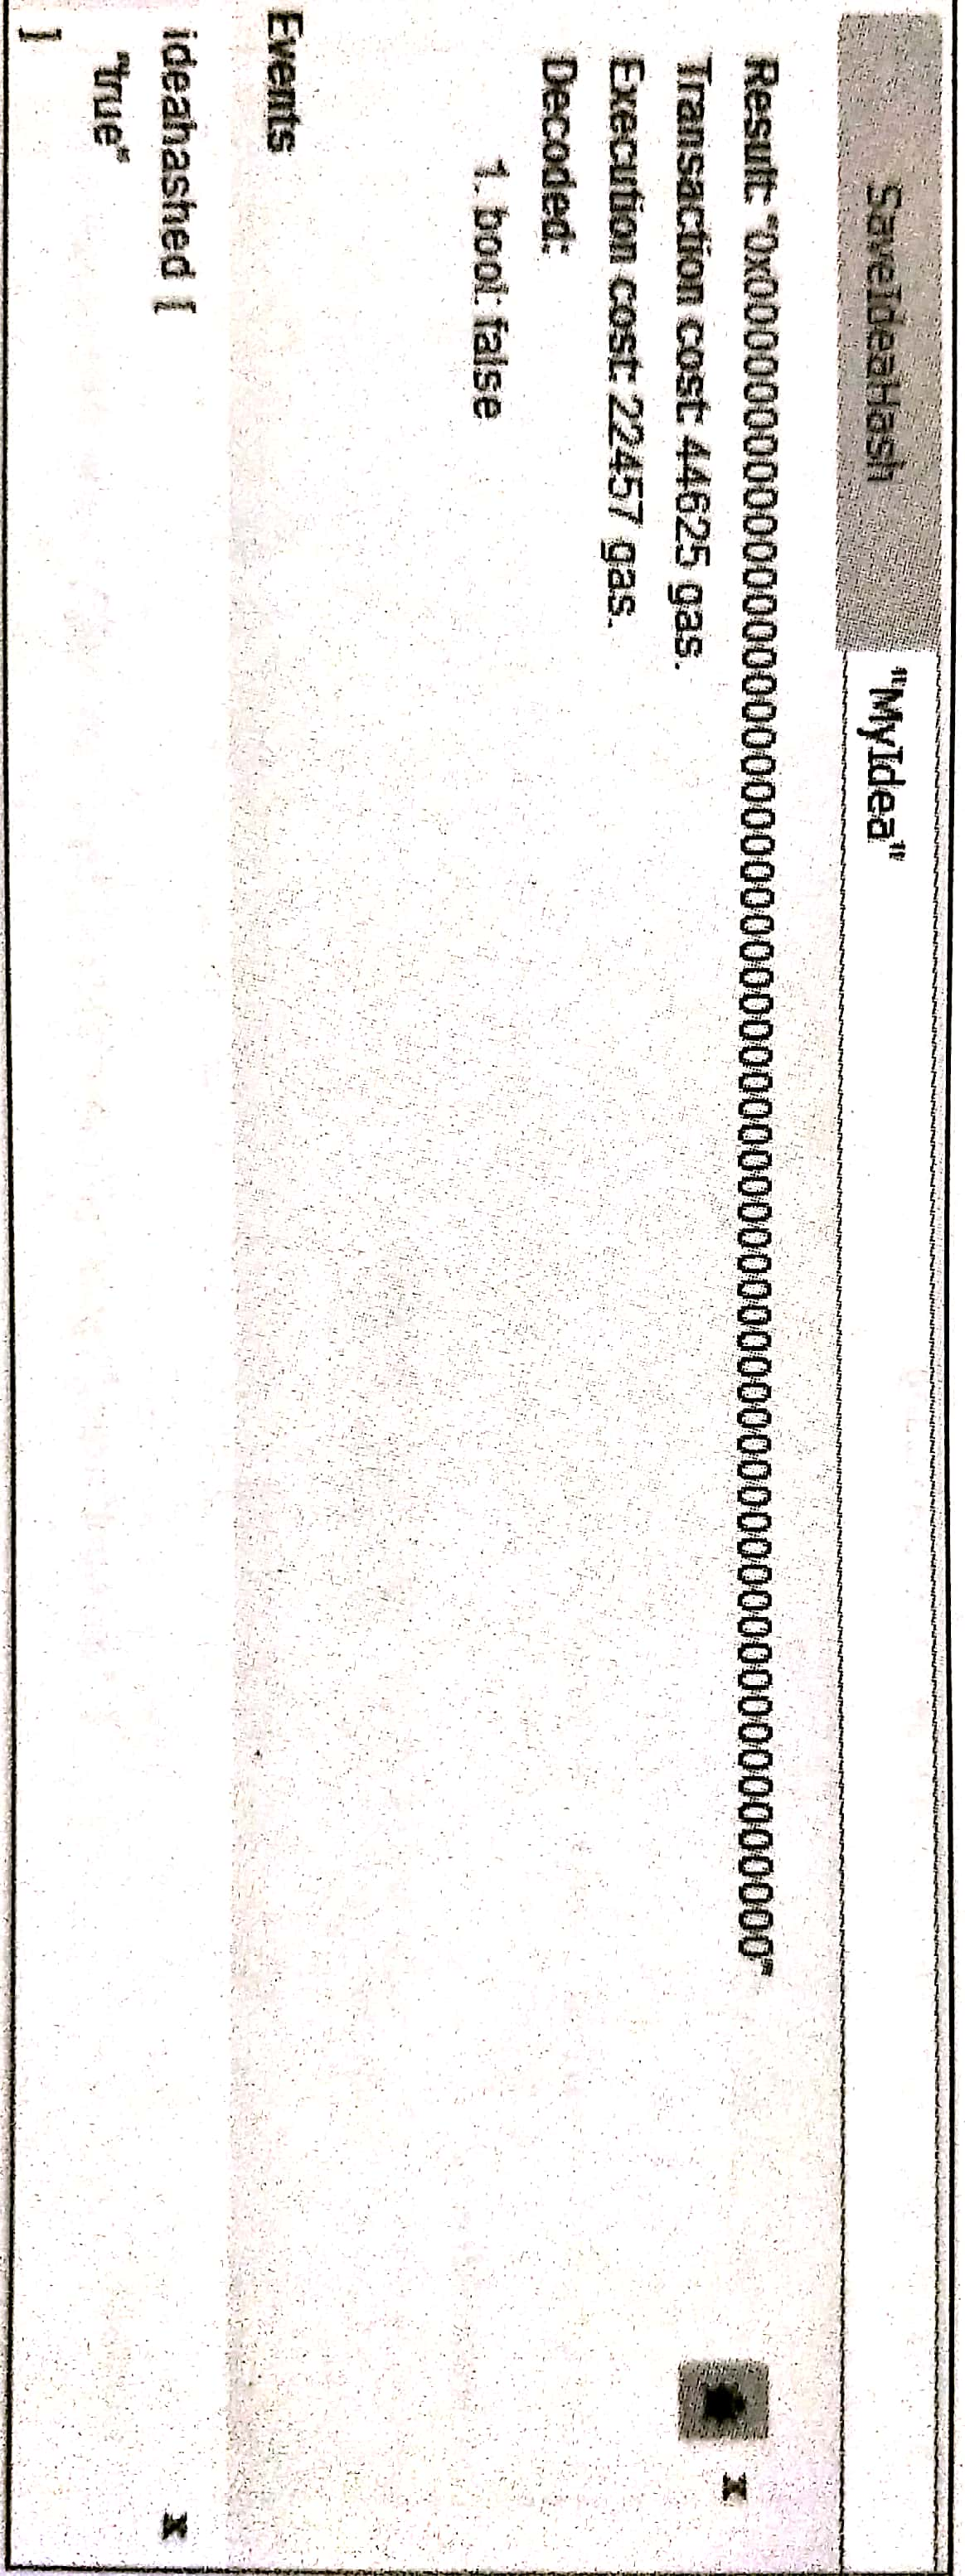 SaveIdeaHash "MyIdea"
Result: "0x0000000000000000000000000000000000000000000000000000000000000000"
Transaction cost: 44625 gas.
Execution cost: 22457 gas.
Decoded:
1. bool: false
x
Events
ideahashed [
"true"
]
x